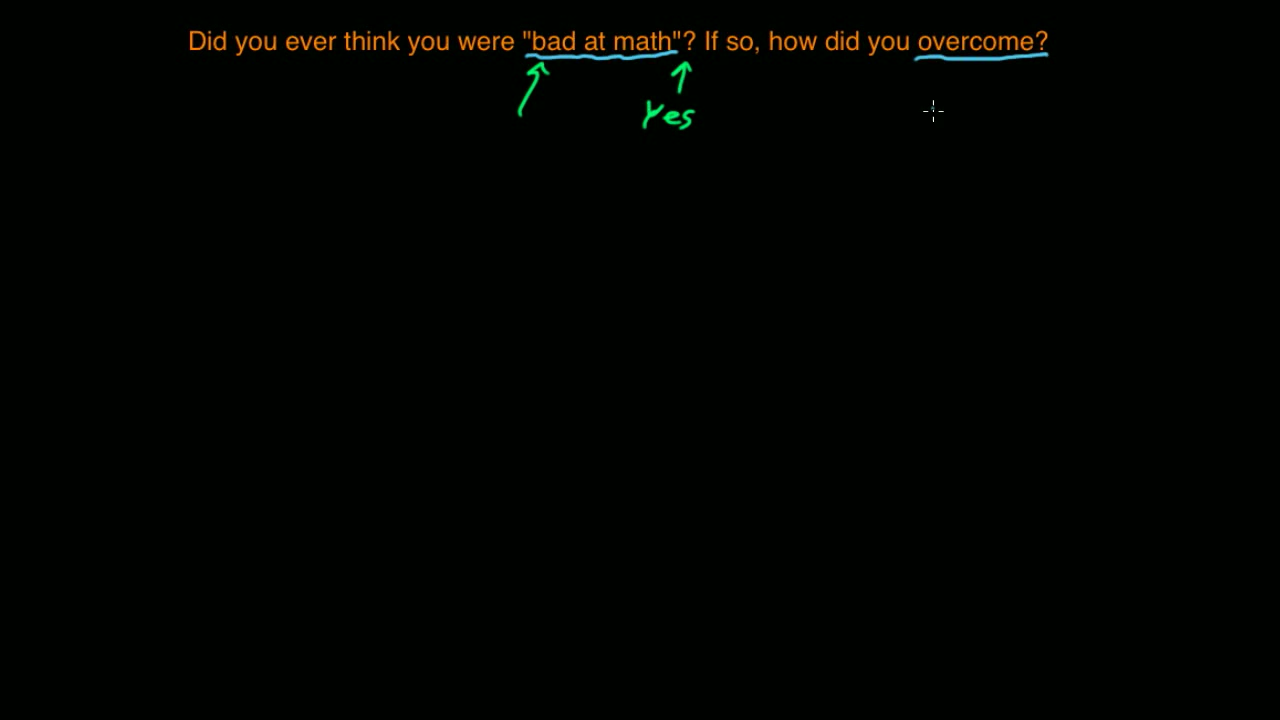 Did you ever think you were "bad at math"? If so, how did you overcome?
Yes